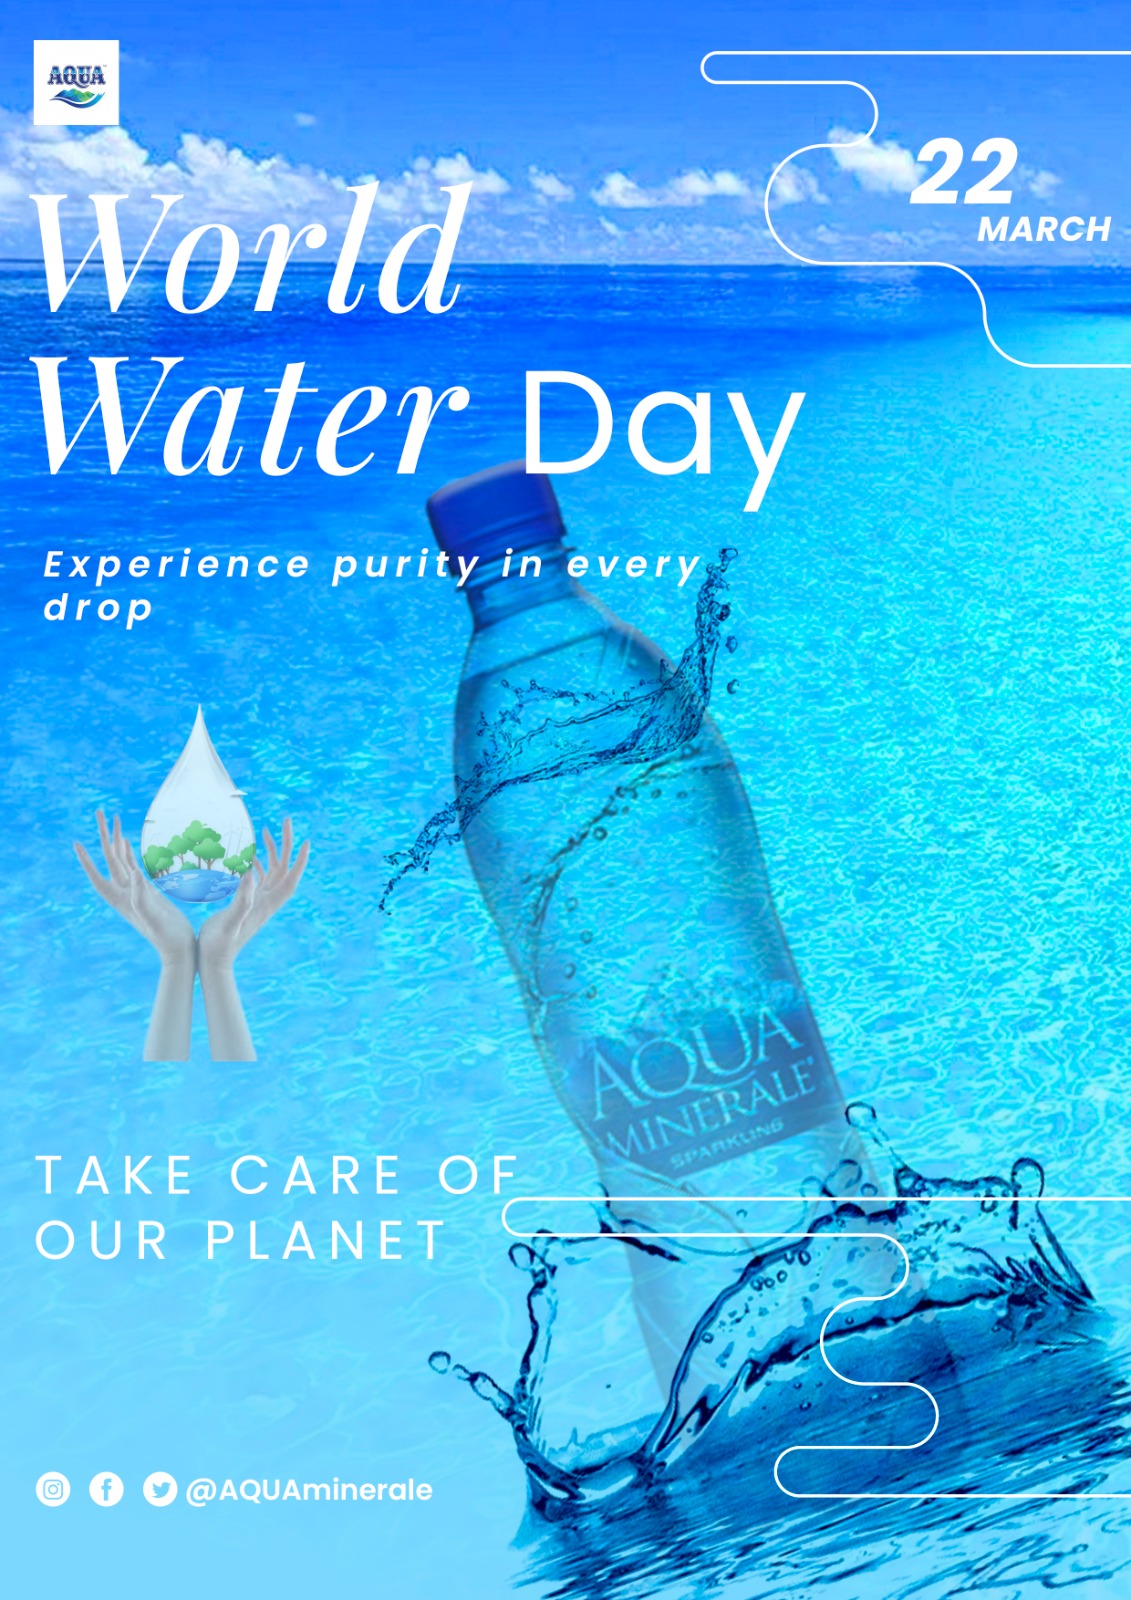 AQUA
22
MARCH
World
Water Day
Experience purity in every
drop
AQUA
MINERALE
SPARKLING
TAKE CARE OF
OUR PLANET
@AQUAminerale